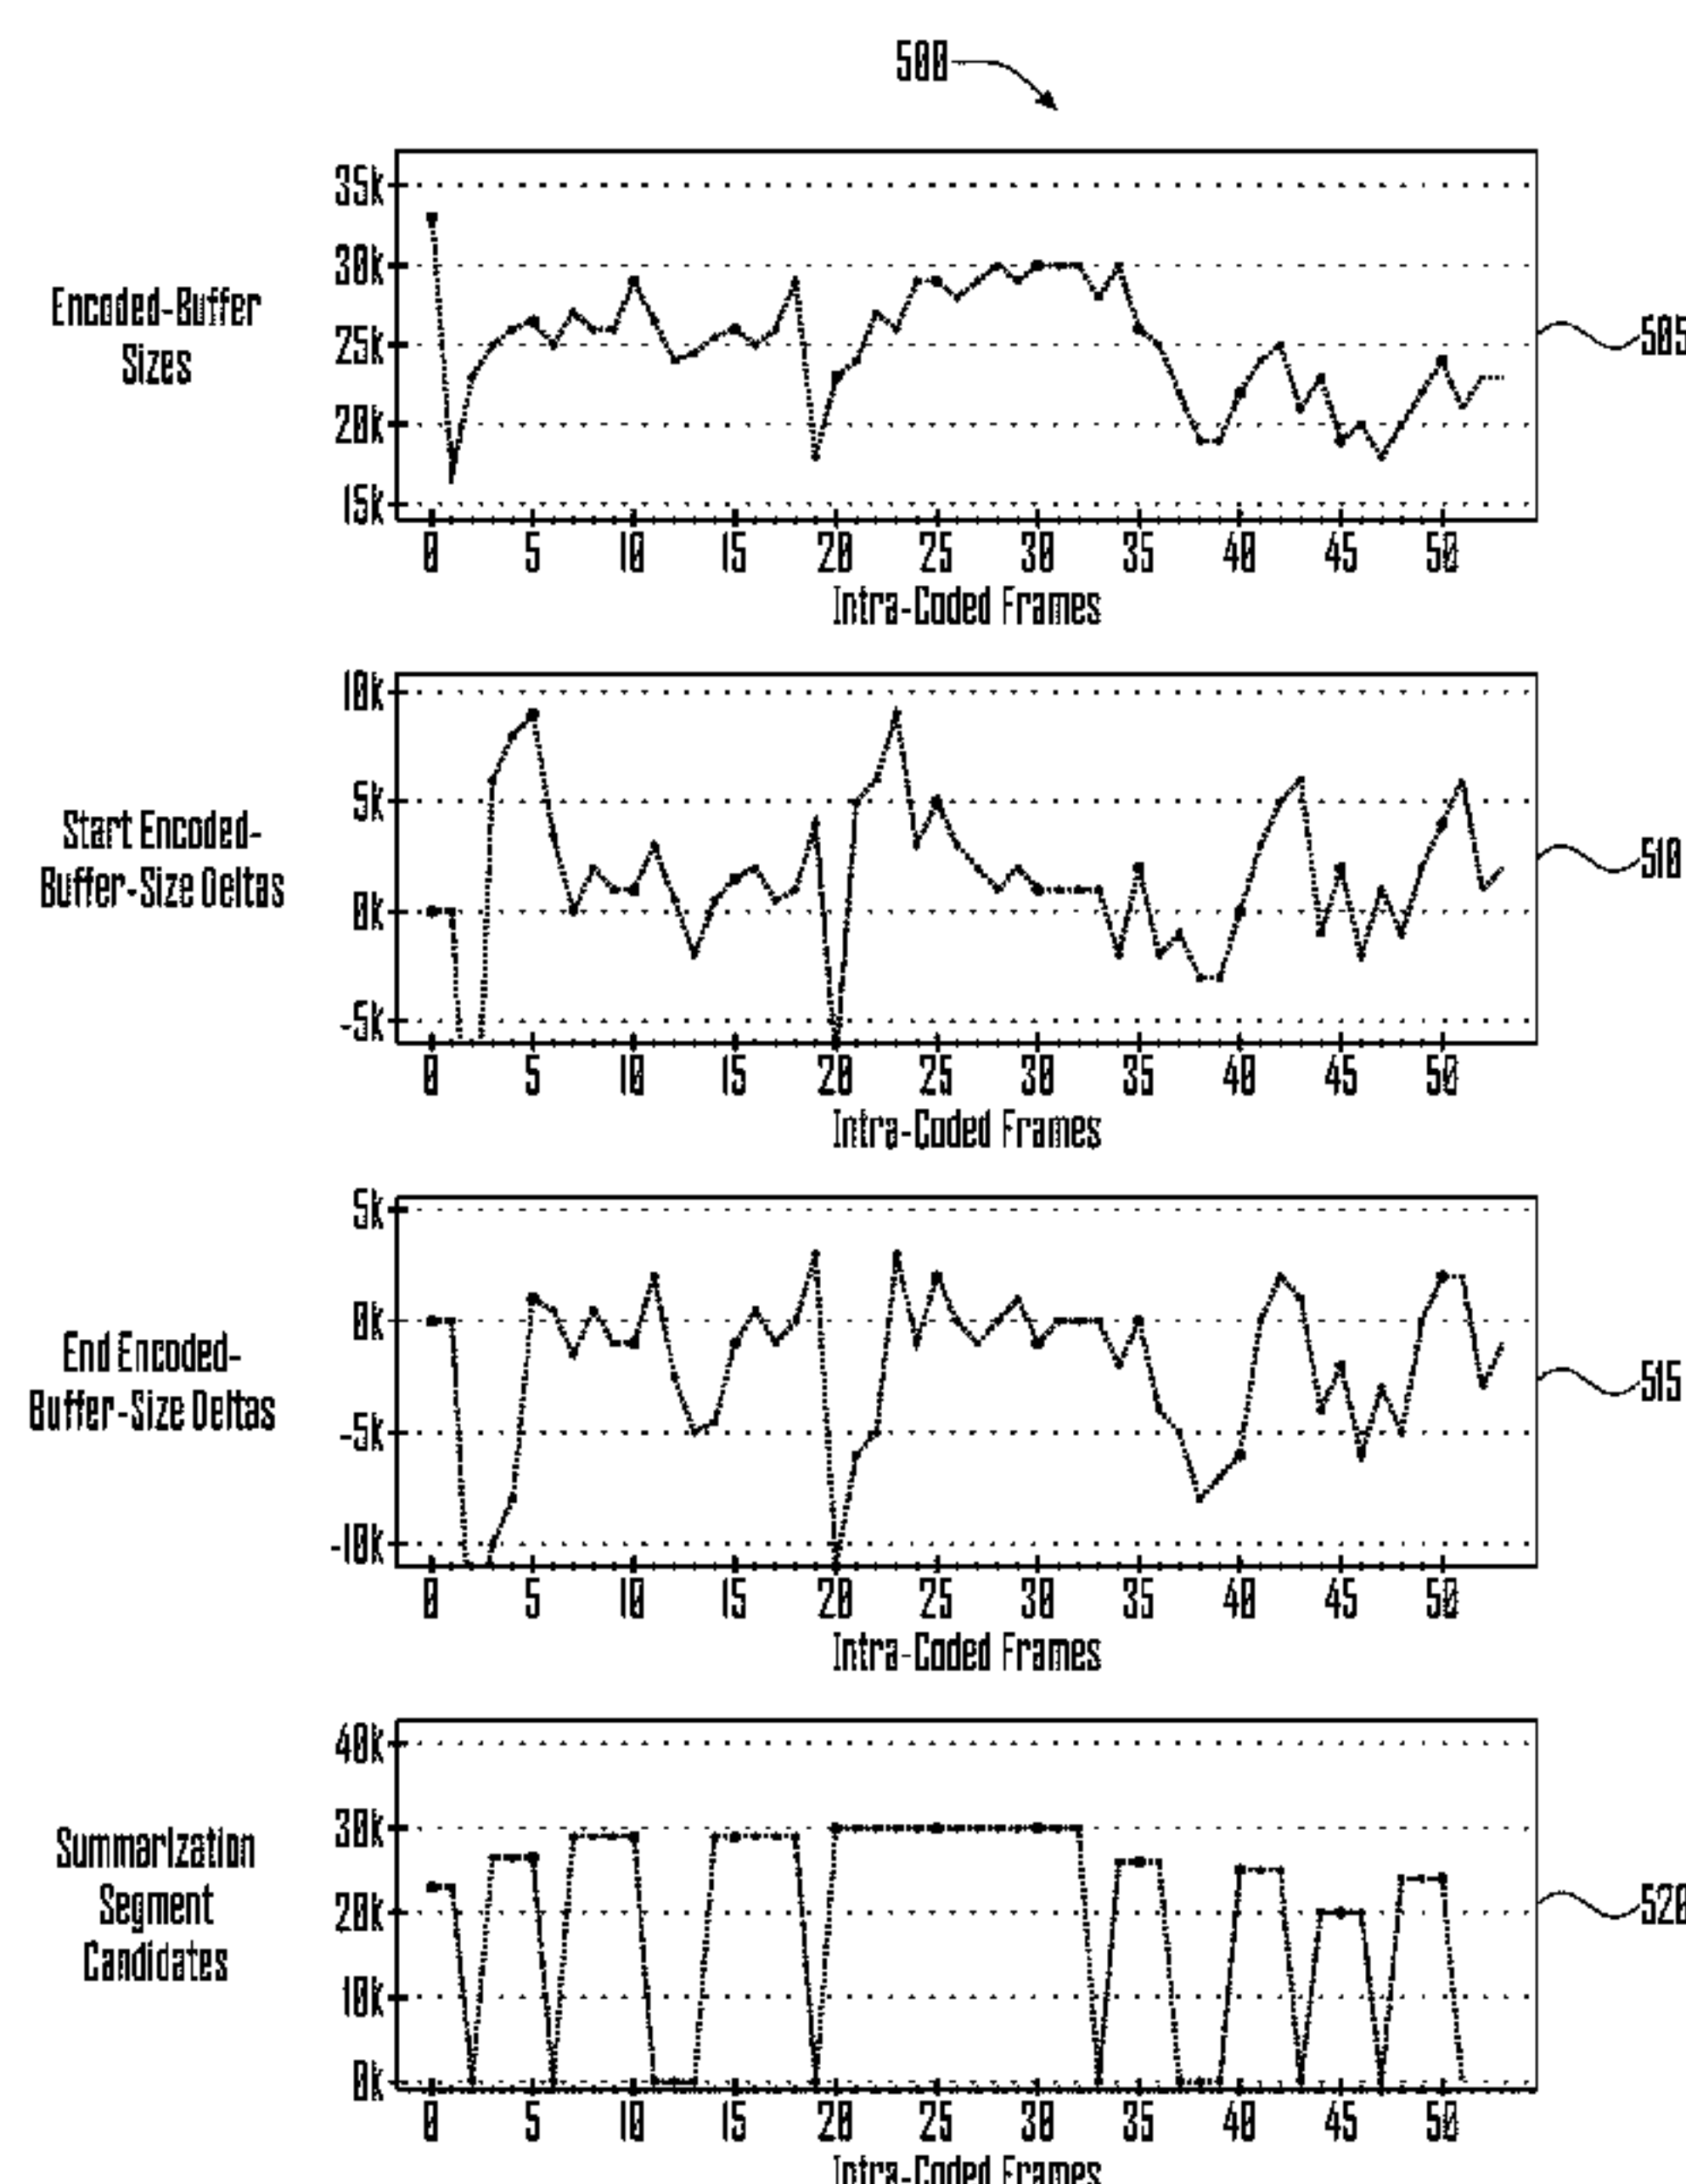 500
Encoded-Buffer
Sizes
35k
30k
25k
20k
15k
0 5 10 15 20 25 30 35 40 45 50
Intra-Coded Frames
505
Start Encoded-
Buffer-Size Deltas
10k
5k
0k
-5k
0 5 10 15 20 25 30 35 40 45 50
Intra-Coded Frames
510
End Encoded-
Buffer-Size Deltas
5k
0k
-5k
-10k
0 5 10 15 20 25 30 35 40 45 50
Intra-Coded Frames
515
Summarization
Segment
Candidates
40k
30k
20k
10k
0k
0 5 10 15 20 25 30 35 40 45 50
Intra-Coded Frames
520